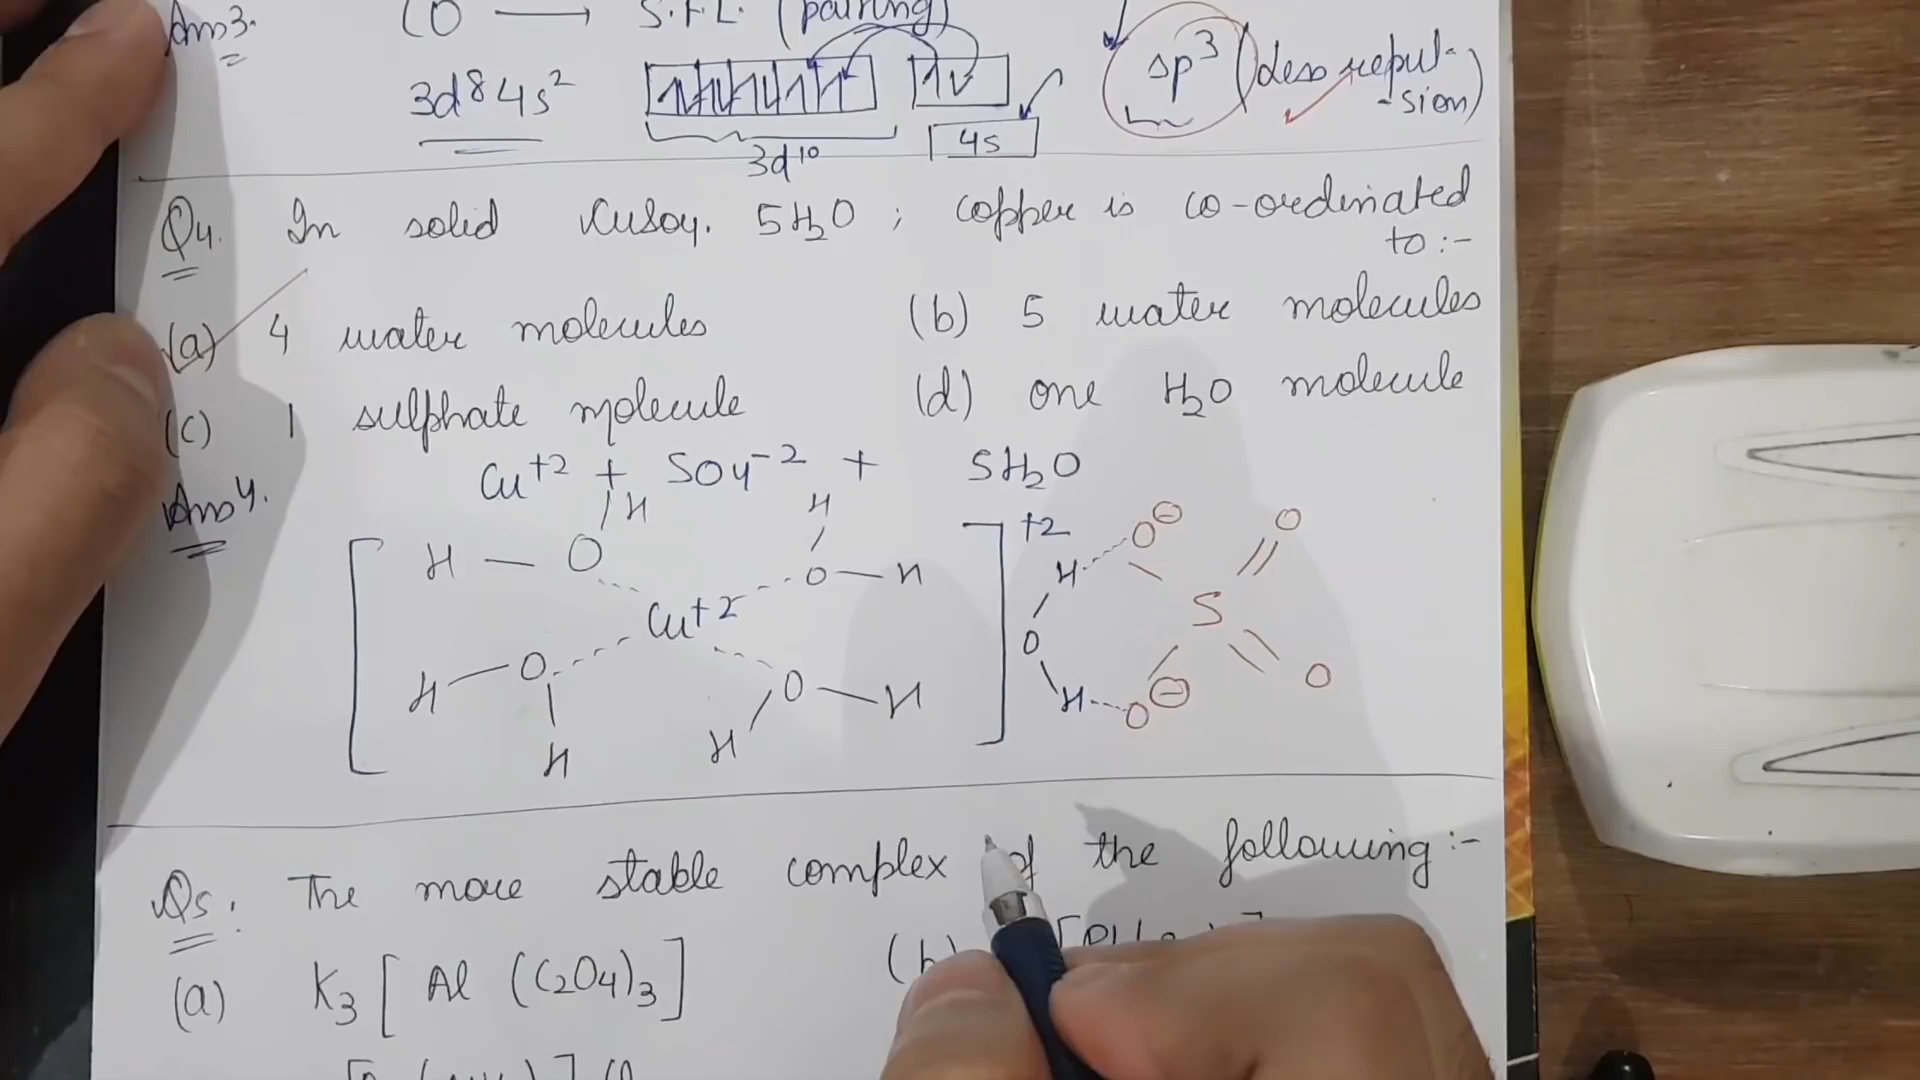 Ans3. CO ⟶ S.F.L. (pairing)
3d⁸4s² sp³ (less repul-
-sion)
3d¹⁰ 4s
Q4. In solid CuSO4. 5H₂O ; copper is co-ordinated
to :-
(a) 4 water molecules (b) 5 water molecules
(c) 1 sulphate molecule (d) one H₂O molecule
Ans4. Cu+2 + SO4-2 + 5H₂O
H H +2 O⊖ O
H — O O — H H
Cu+2 S
H — O O — H O O
H H H O⊖
Q5. The more stable complex of the following :-
(a) K₃ [ Al (C₂O₄)₃ ] (b)